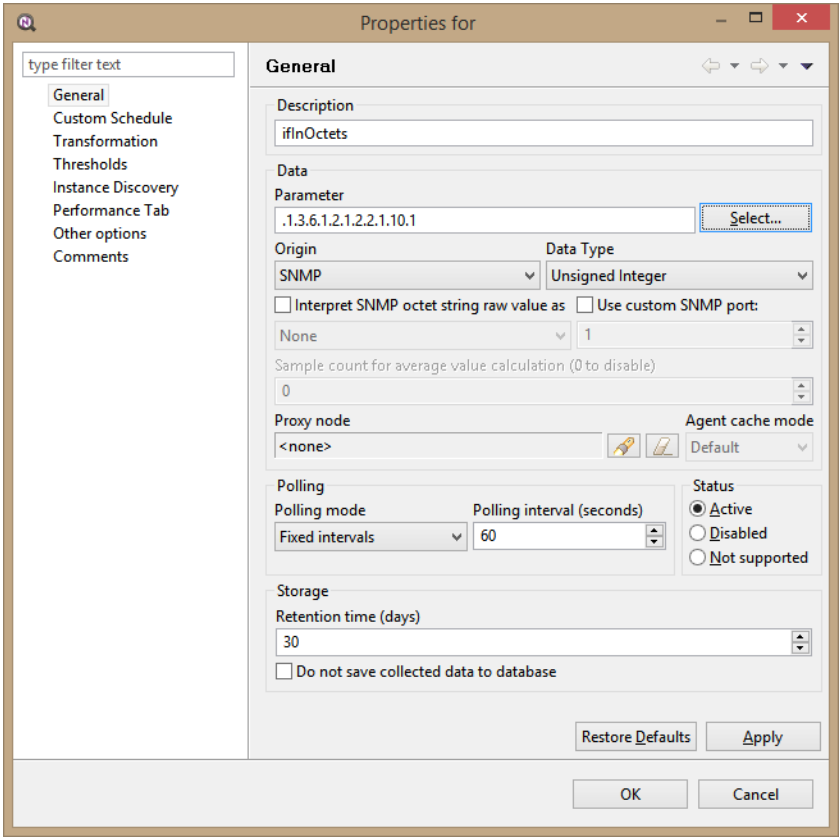 Properties for
type filter text
General
Custom Schedule
Transformation
Thresholds
Instance Discovery
Performance Tab
Other options
Comments
General
Description
ifInOctets
Data
Parameter
.1.3.6.1.2.1.2.2.1.10.1
Select...
Origin Data Type
SNMP Unsigned Integer
Interpret SNMP octet string raw value as Use custom SNMP port:
None 1
Sample count for average value calculation (0 to disable)
0
Proxy node Agent cache mode
<none> Default
Polling Status
Polling mode Polling interval (seconds) Active
Fixed intervals 60 Disabled
Not supported
Storage
Retention time (days)
30
Do not save collected data to database
Restore Defaults Apply
OK Cancel